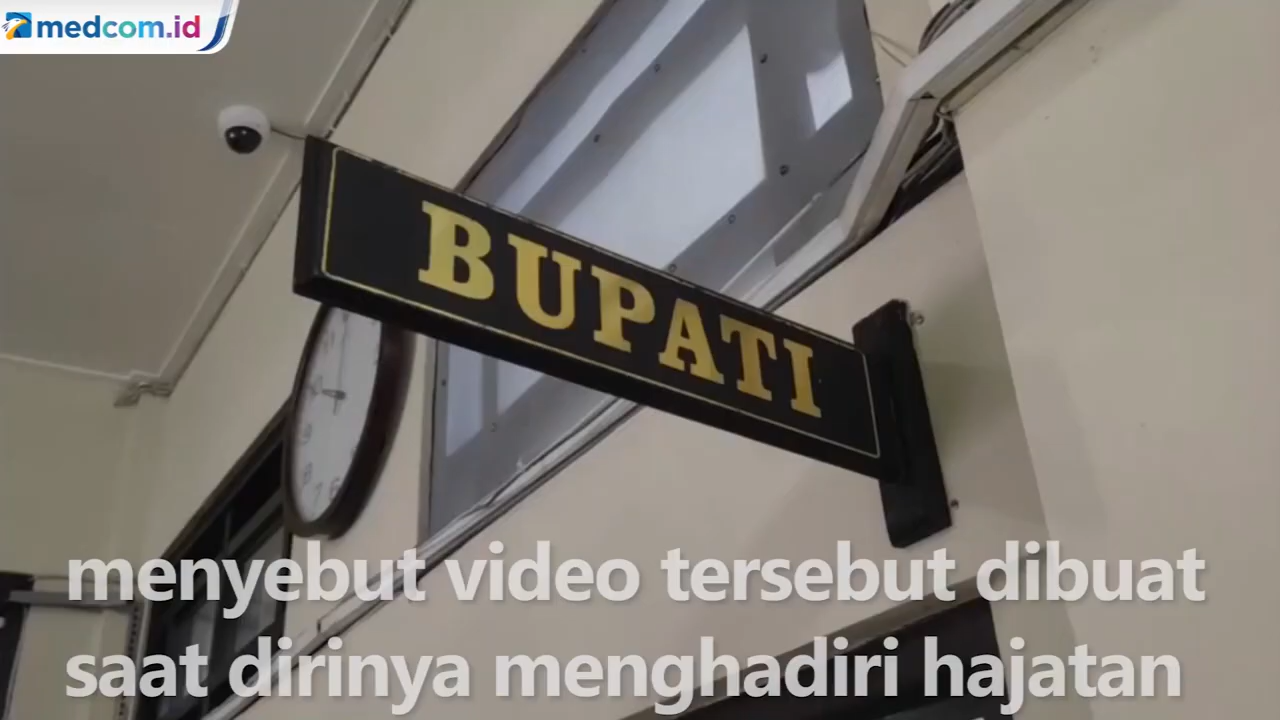 medcom.id
BUPATI
menyebut video tersebut dibuat
saat dirinya menghadiri hajatan